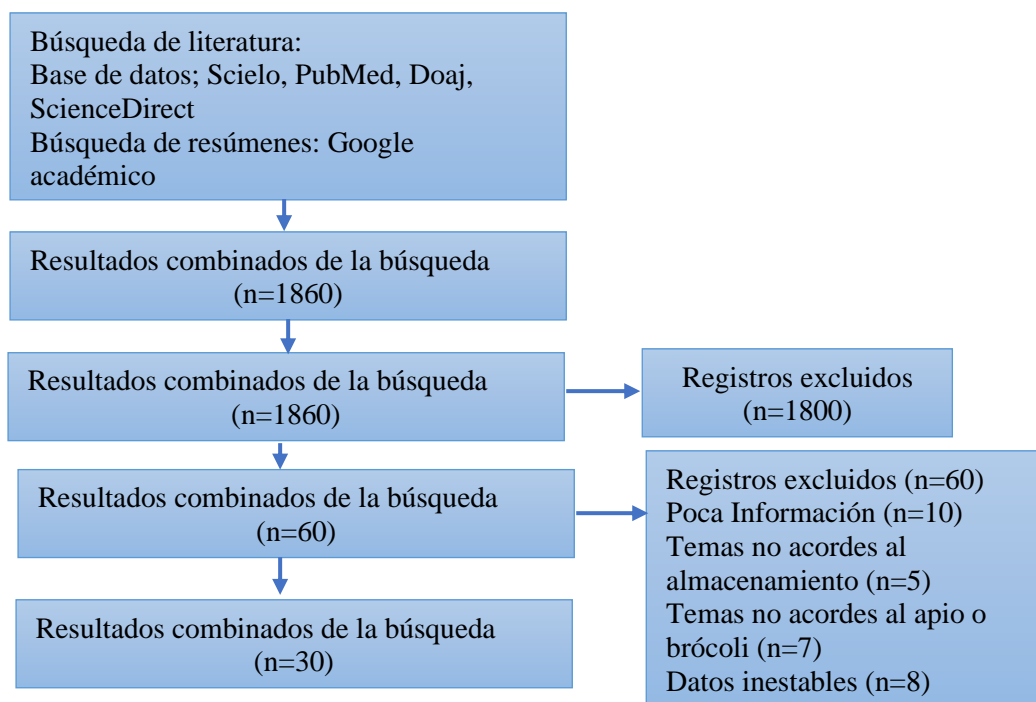 Búsqueda de literatura:
Base de datos; Scielo, PubMed, Doaj,
ScienceDirect
Búsqueda de resúmenes: Google
académico
Resultados combinados de la búsqueda
(n=1860)
Resultados combinados de la búsqueda
(n=1860)
Registros excluidos
(n=1800)
Resultados combinados de la búsqueda
(n=60)
Registros excluidos (n=60)
Poca Información (n=10)
Temas no acordes al
almacenamiento (n=5)
Temas no acordes al apio o
brócoli (n=7)
Datos inestables (n=8)
Resultados combinados de la búsqueda
(n=30)